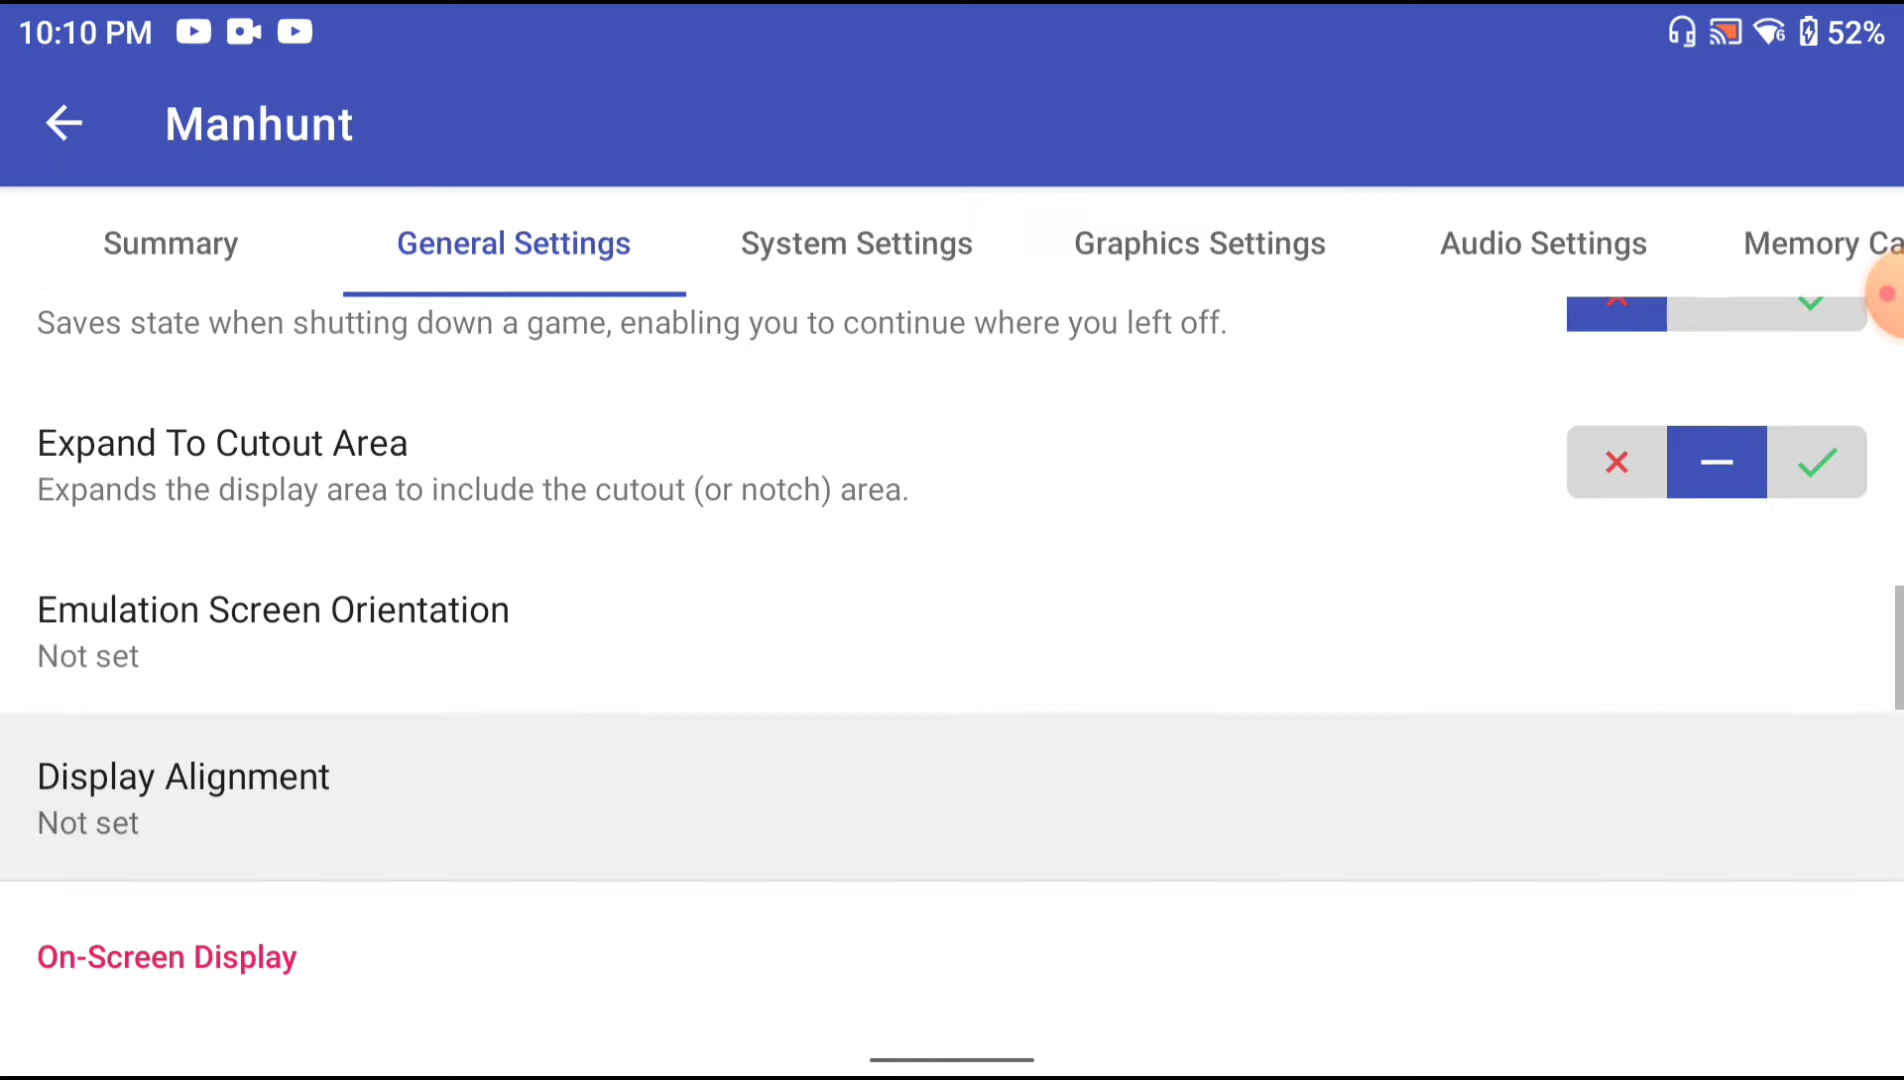 10:10 PM
6
52%
Manhunt
Summary
General Settings
System Settings
Graphics Settings
Audio Settings
Memory Ca
Saves state when shutting down a game, enabling you to continue where you left off.
Expand To Cutout Area
Expands the display area to include the cutout (or notch) area.
Emulation Screen Orientation
Not set
Display Alignment
Not set
On-Screen Display